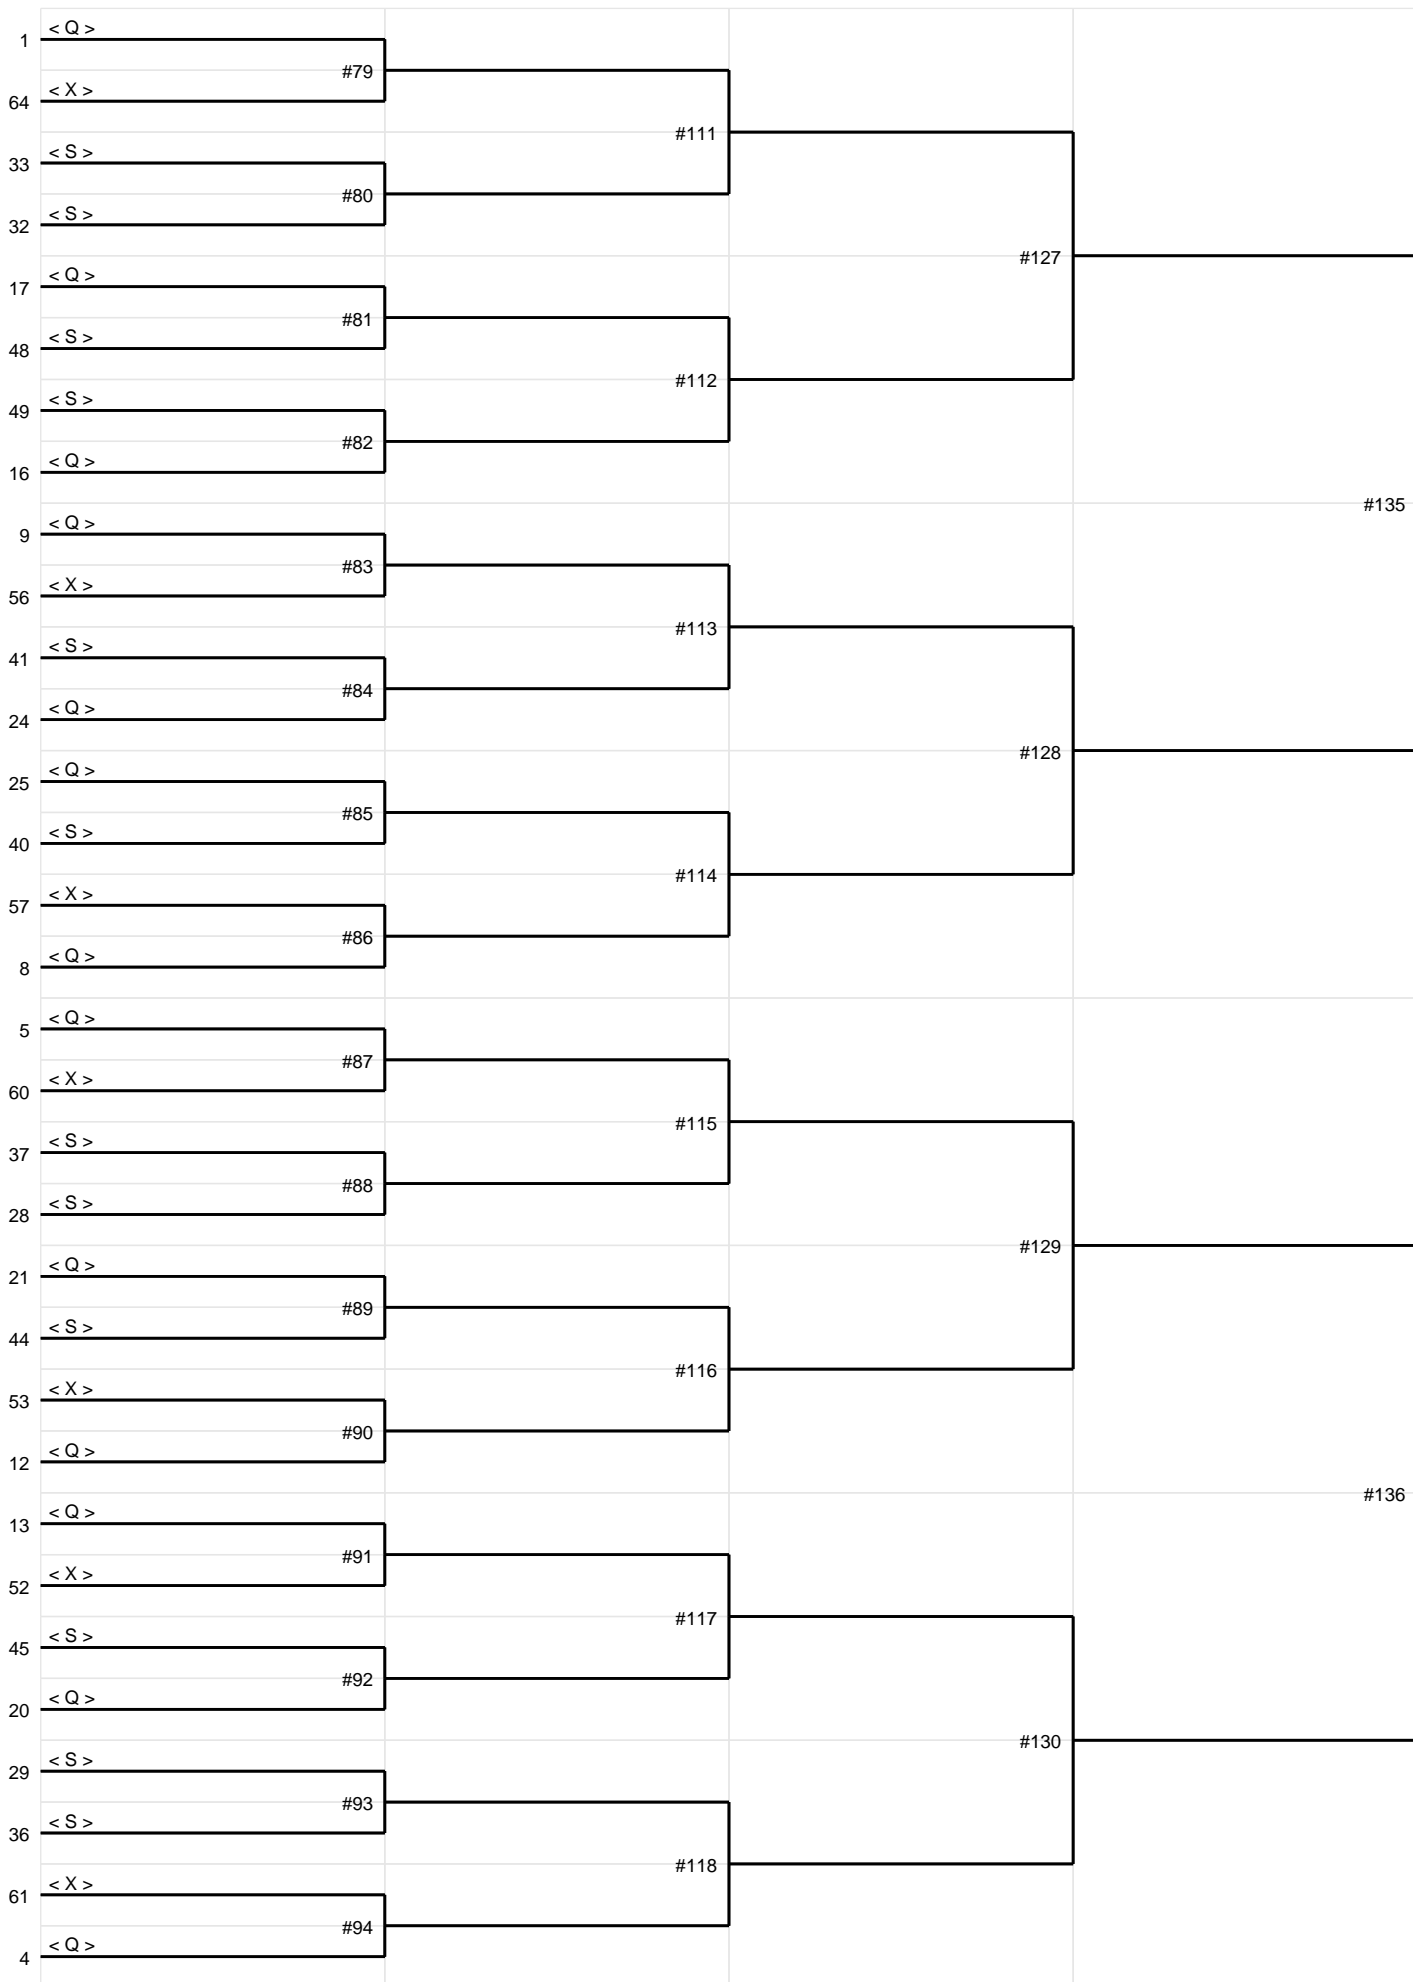 < Q >
1
#79
< X >
64
#111
< S >
33
#80
< S >
32
#127
< Q >
17
#81
< S >
48
#112
< S >
49
#82
< Q >
16
#135
< Q >
9
#83
< X >
56
#113
< S >
41
#84
< Q >
24
#128
< Q >
25
#85
< S >
40
#114
< X >
57
#86
< Q >
8
< Q >
5
#87
< X >
60
#115
< S >
37
#88
< S >
28
#129
< Q >
21
#89
< S >
44
#116
< X >
53
#90
< Q >
12
#136
< Q >
13
#91
< X >
52
#117
< S >
45
#92
< Q >
20
#130
< S >
29
#93
< S >
36
#118
< X >
61
#94
< Q >
4